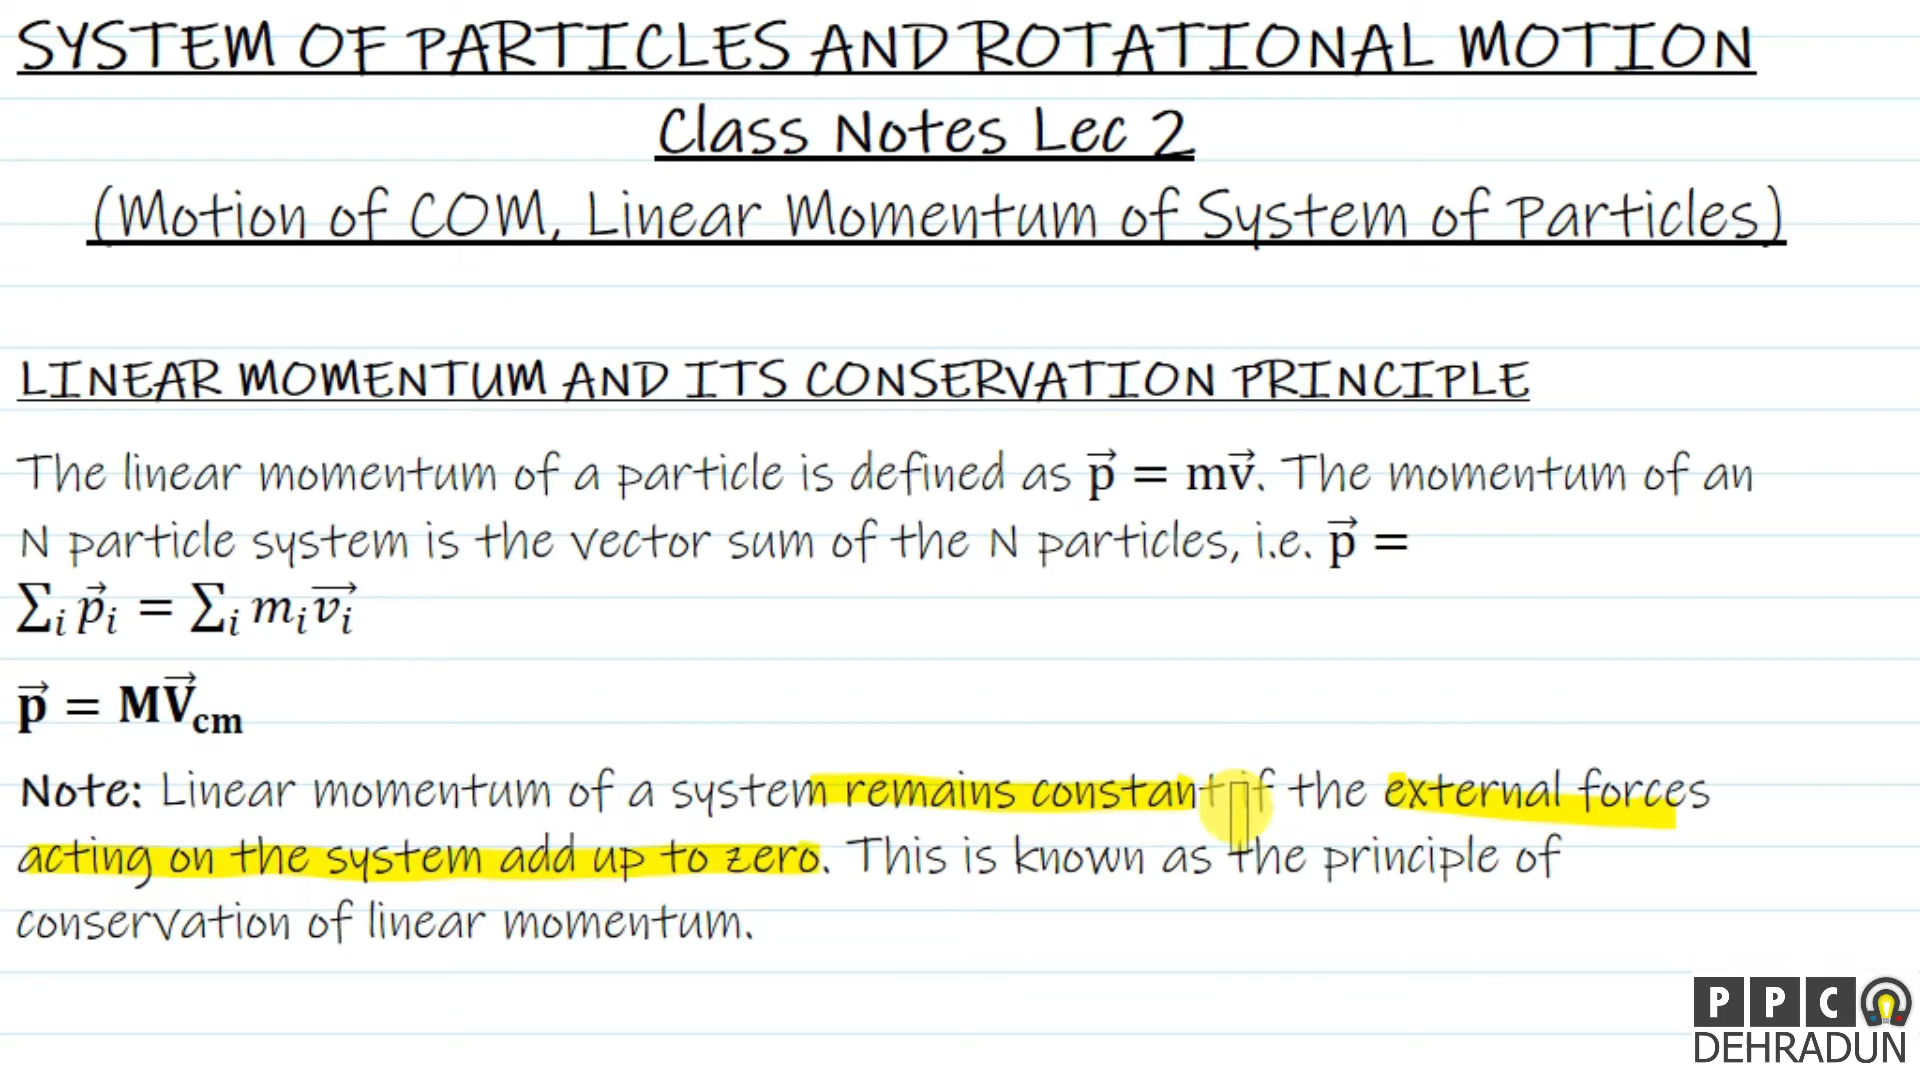 SYSTEM OF PARTICLES AND ROTATIONAL MOTION
Class Notes Lec 2
(Motion of COM, Linear Momentum of System of Particles)
LINEAR MOMENTUM AND ITS CONSERVATION PRINCIPLE
The linear momentum of a particle is defined as p⃗ = mv⃗. The momentum of an
N particle system is the vector sum of the N particles, i.e. p⃗ =
∑ᵢ p⃗ᵢ = ∑ᵢ mᵢv⃗ᵢ
p⃗ = MV⃗cm
Note: Linear momentum of a system remains constant if the external forces
acting on the system add up to zero. This is known as the principle of
conservation of linear momentum.
PPC
DEHRADUN